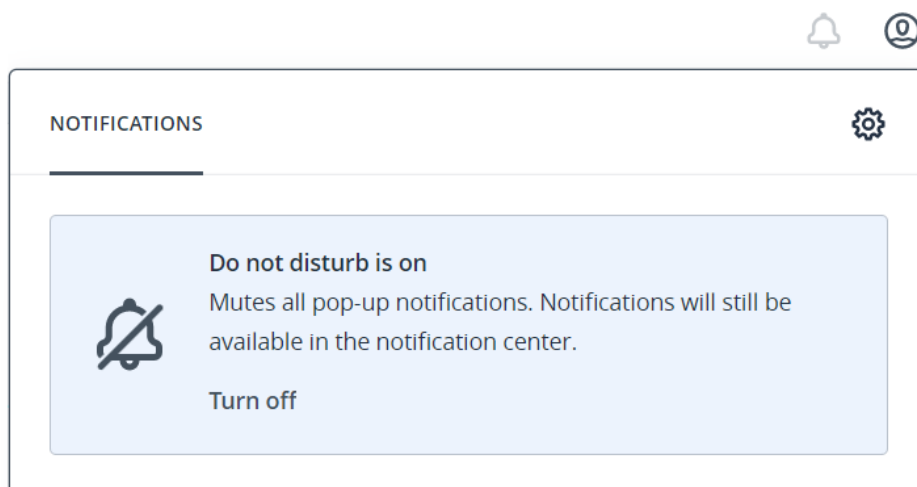 NOTIFICATIONS
Do not disturb is on
Mutes all pop-up notifications. Notifications will still be
available in the notification center.
Turn off